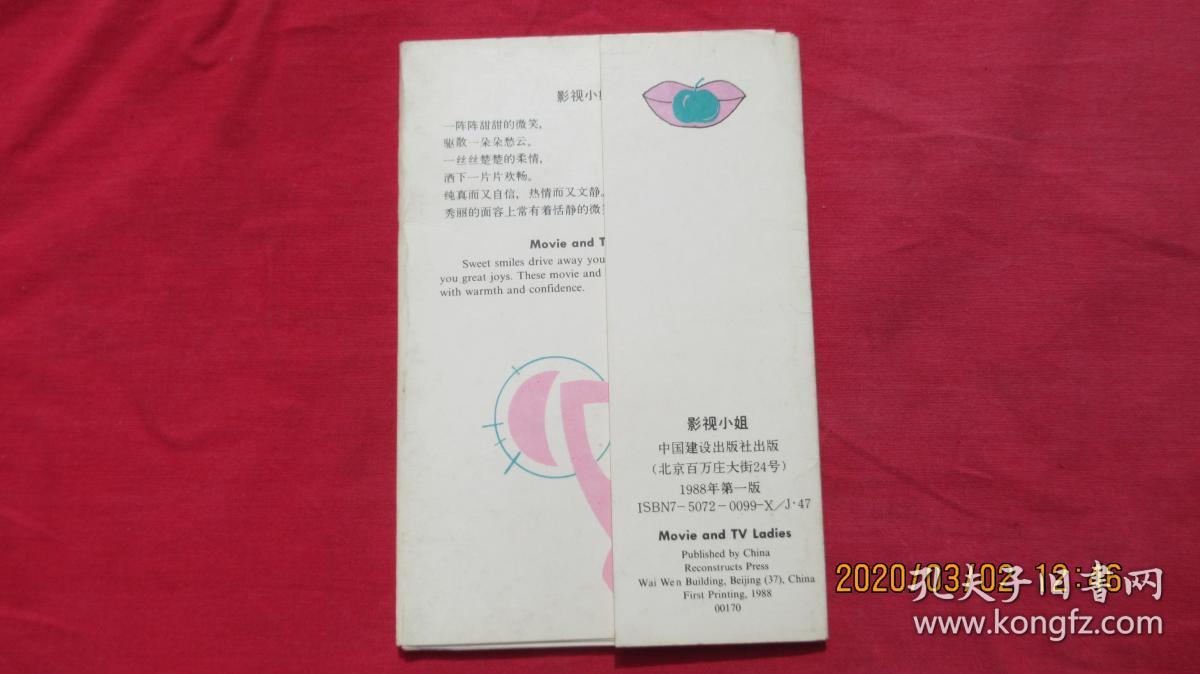 影视小
一阵阵甜甜的微笑，
驱散一朵朵愁云。
一丝丝楚楚的柔情，
洒下一片片欢畅。
纯真而又自信，热情而又文静。
秀丽的面容上常有着恬静的微
Movie and T
Sweet smiles drive away you
you great joys. These movie and
with warmth and confidence.
影视小姐
中国建设出版社出版
（北京百万庄大街24号）
1988年第一版
ISBN7-5072-0099-X/J·47
Movie and TV Ladies
Published by China
Reconstructs Press
Wai Wen Building, Beijing (37), China
First Printing, 1988
00170
2020/03/02 12:
孔夫子旧书网
www.kongfz.com